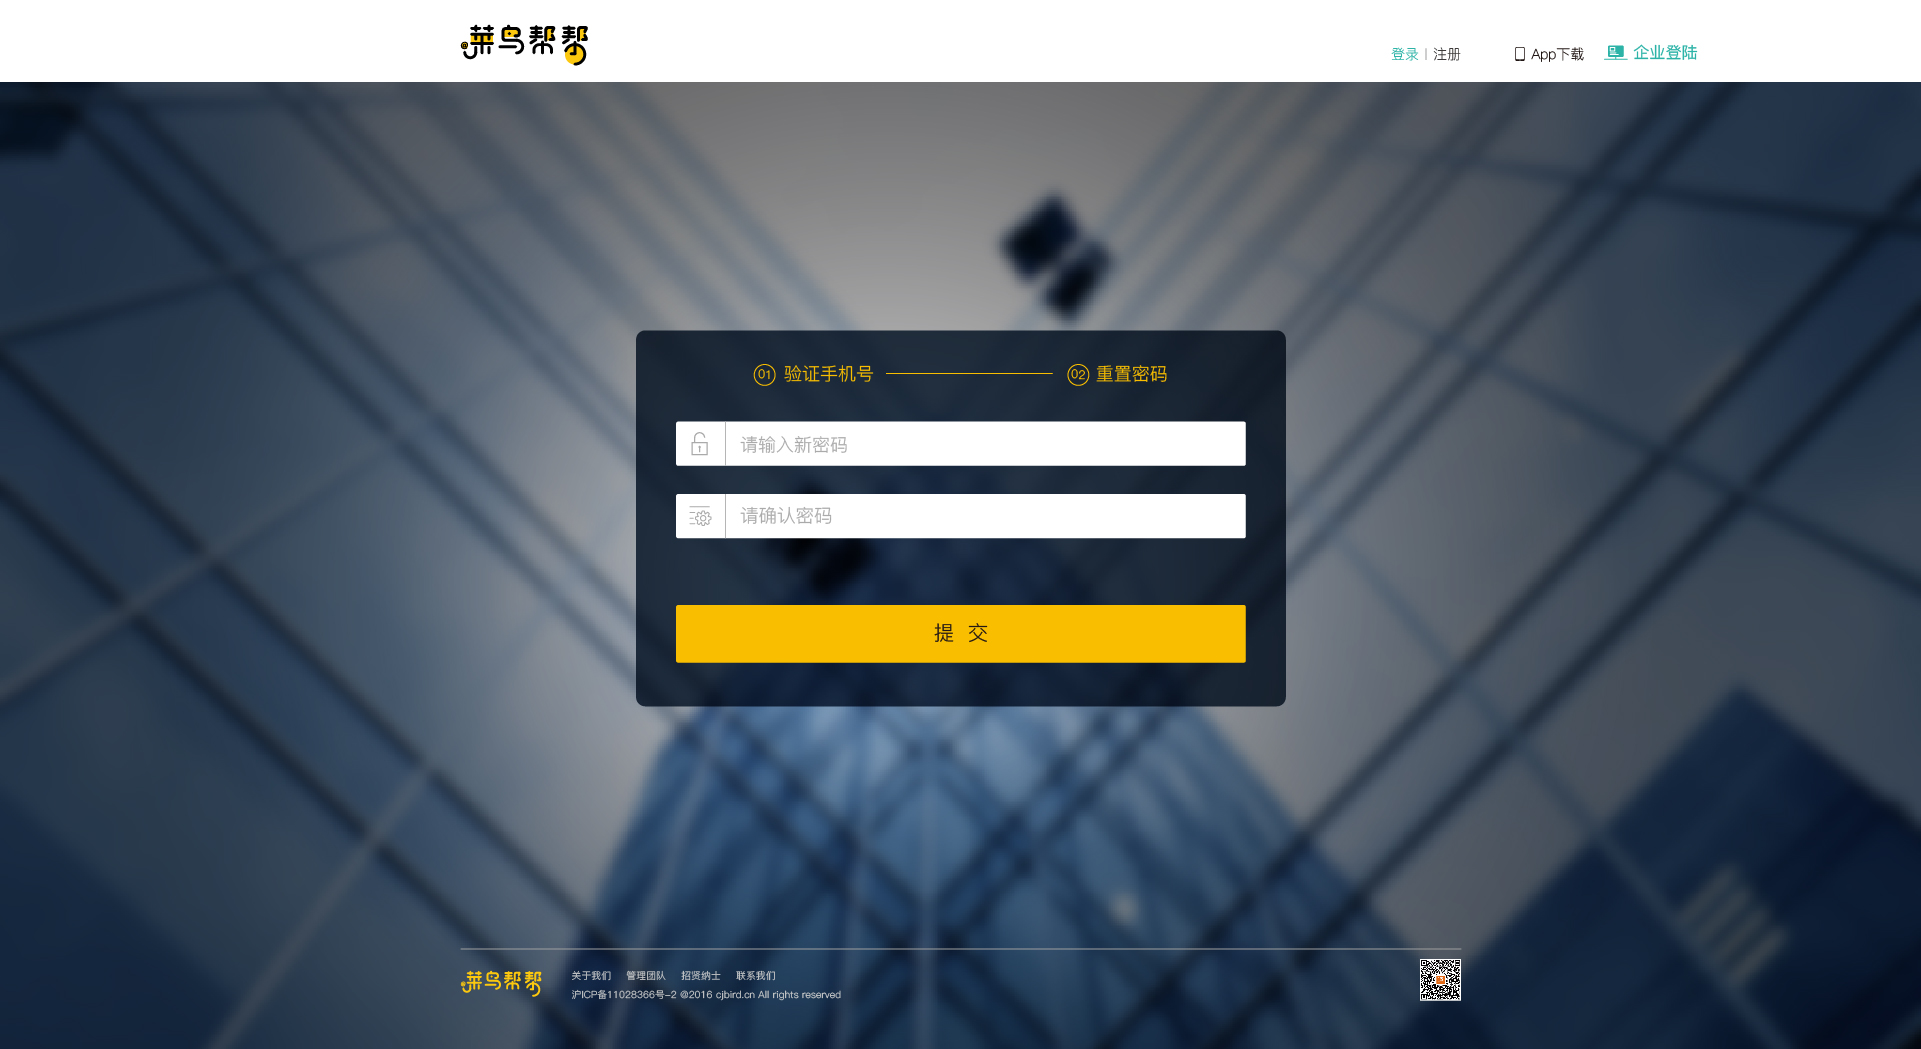 菜鸟帮帮
登录 | 注册
App下载
企业登陆
01 验证手机号
02 重置密码
请输入新密码
请确认密码
提 交
菜鸟帮帮
关于我们 管理团队 招贤纳士 联系我们
沪ICP备11028366号-2 @2016 cjbird.cn All rights reserved